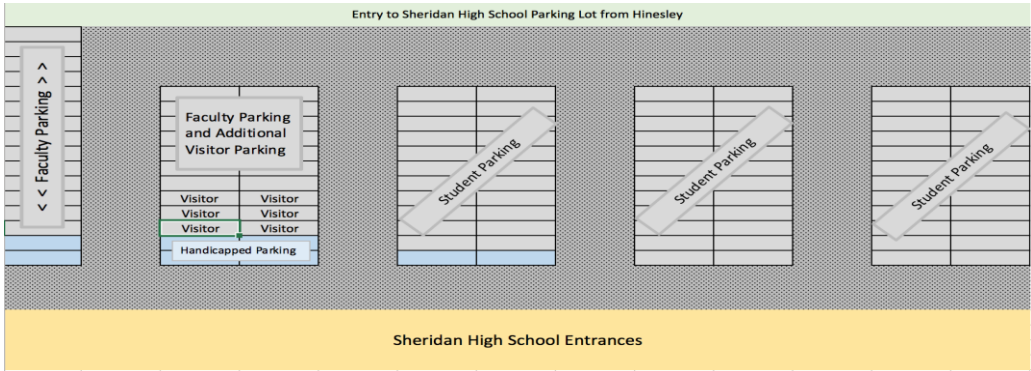 Entry to Sheridan High School Parking Lot from Hinesley
< < Faculty Parking > >
Faculty Parking
and Additional
Visitor Parking
Visitor Visitor
Visitor Visitor
Visitor Visitor
Handicapped Parking
Student Parking
Student Parking
Student Parking
Sheridan High School Entrances